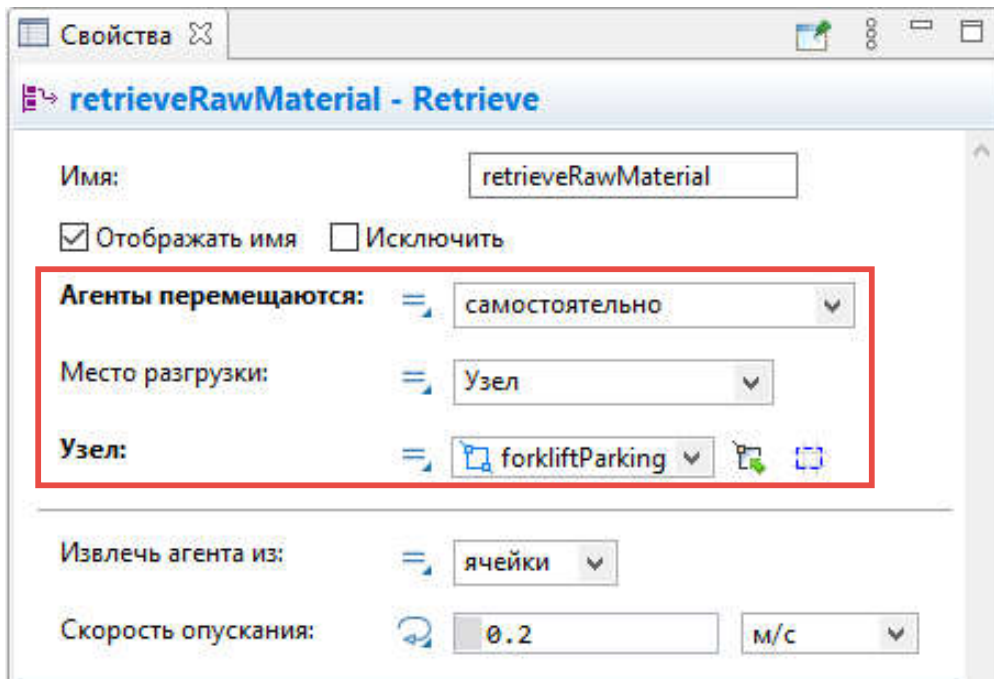 Свойства
retrieveRawMaterial - Retrieve
Имя: retrieveRawMaterial
Отображать имя Исключить
Агенты перемещаются: самостоятельно
Место разгрузки: Узел
Узел: forkliftParking
Извлечь агента из: ячейки
Скорость опускания: 0.2 м/с